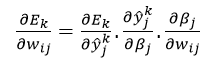 ∂E_k/∂w_ij = ∂E_k/∂ŷ_j^k . ∂ŷ_j^k/∂β_j . ∂β_j/∂w_ij